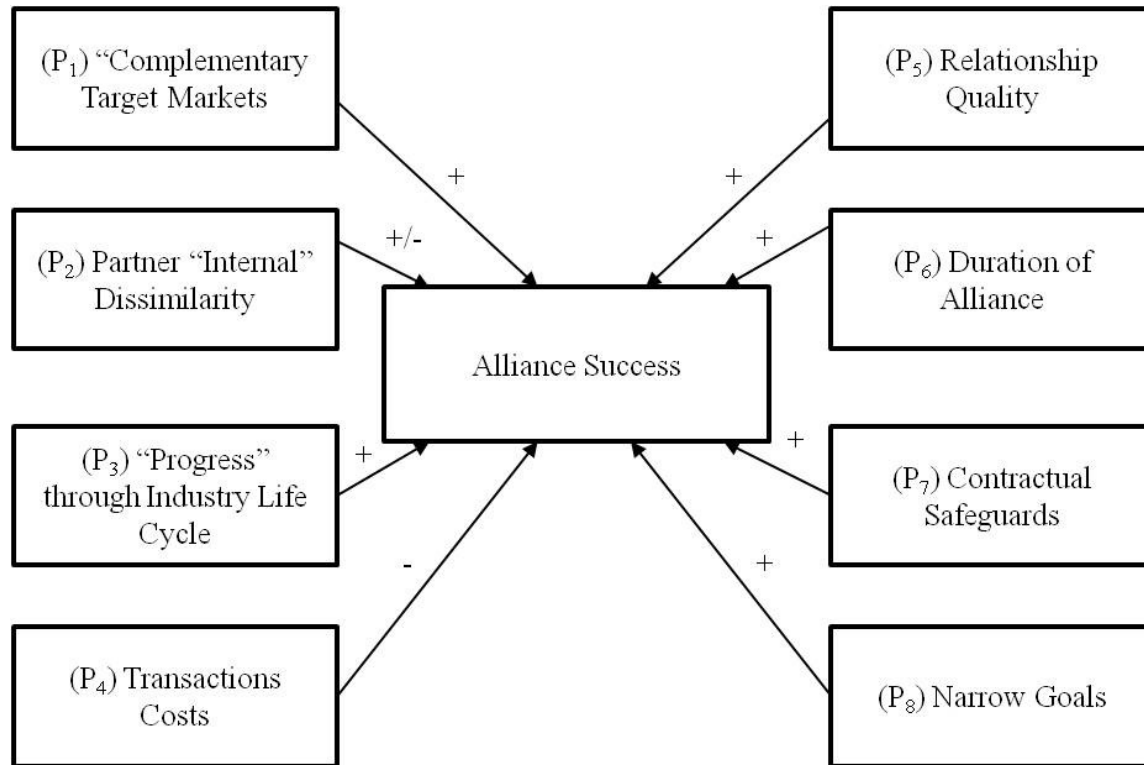 (P₁) “Complementary
Target Markets
+
(P₂) Partner “Internal”
Dissimilarity
+/-
(P₃) “Progress”
through Industry Life
Cycle
+
(P₄) Transactions
Costs
-
Alliance Success
(P₅) Relationship
Quality
+
(P₆) Duration of
Alliance
+
(P₇) Contractual
Safeguards
+
(P₈) Narrow Goals
+